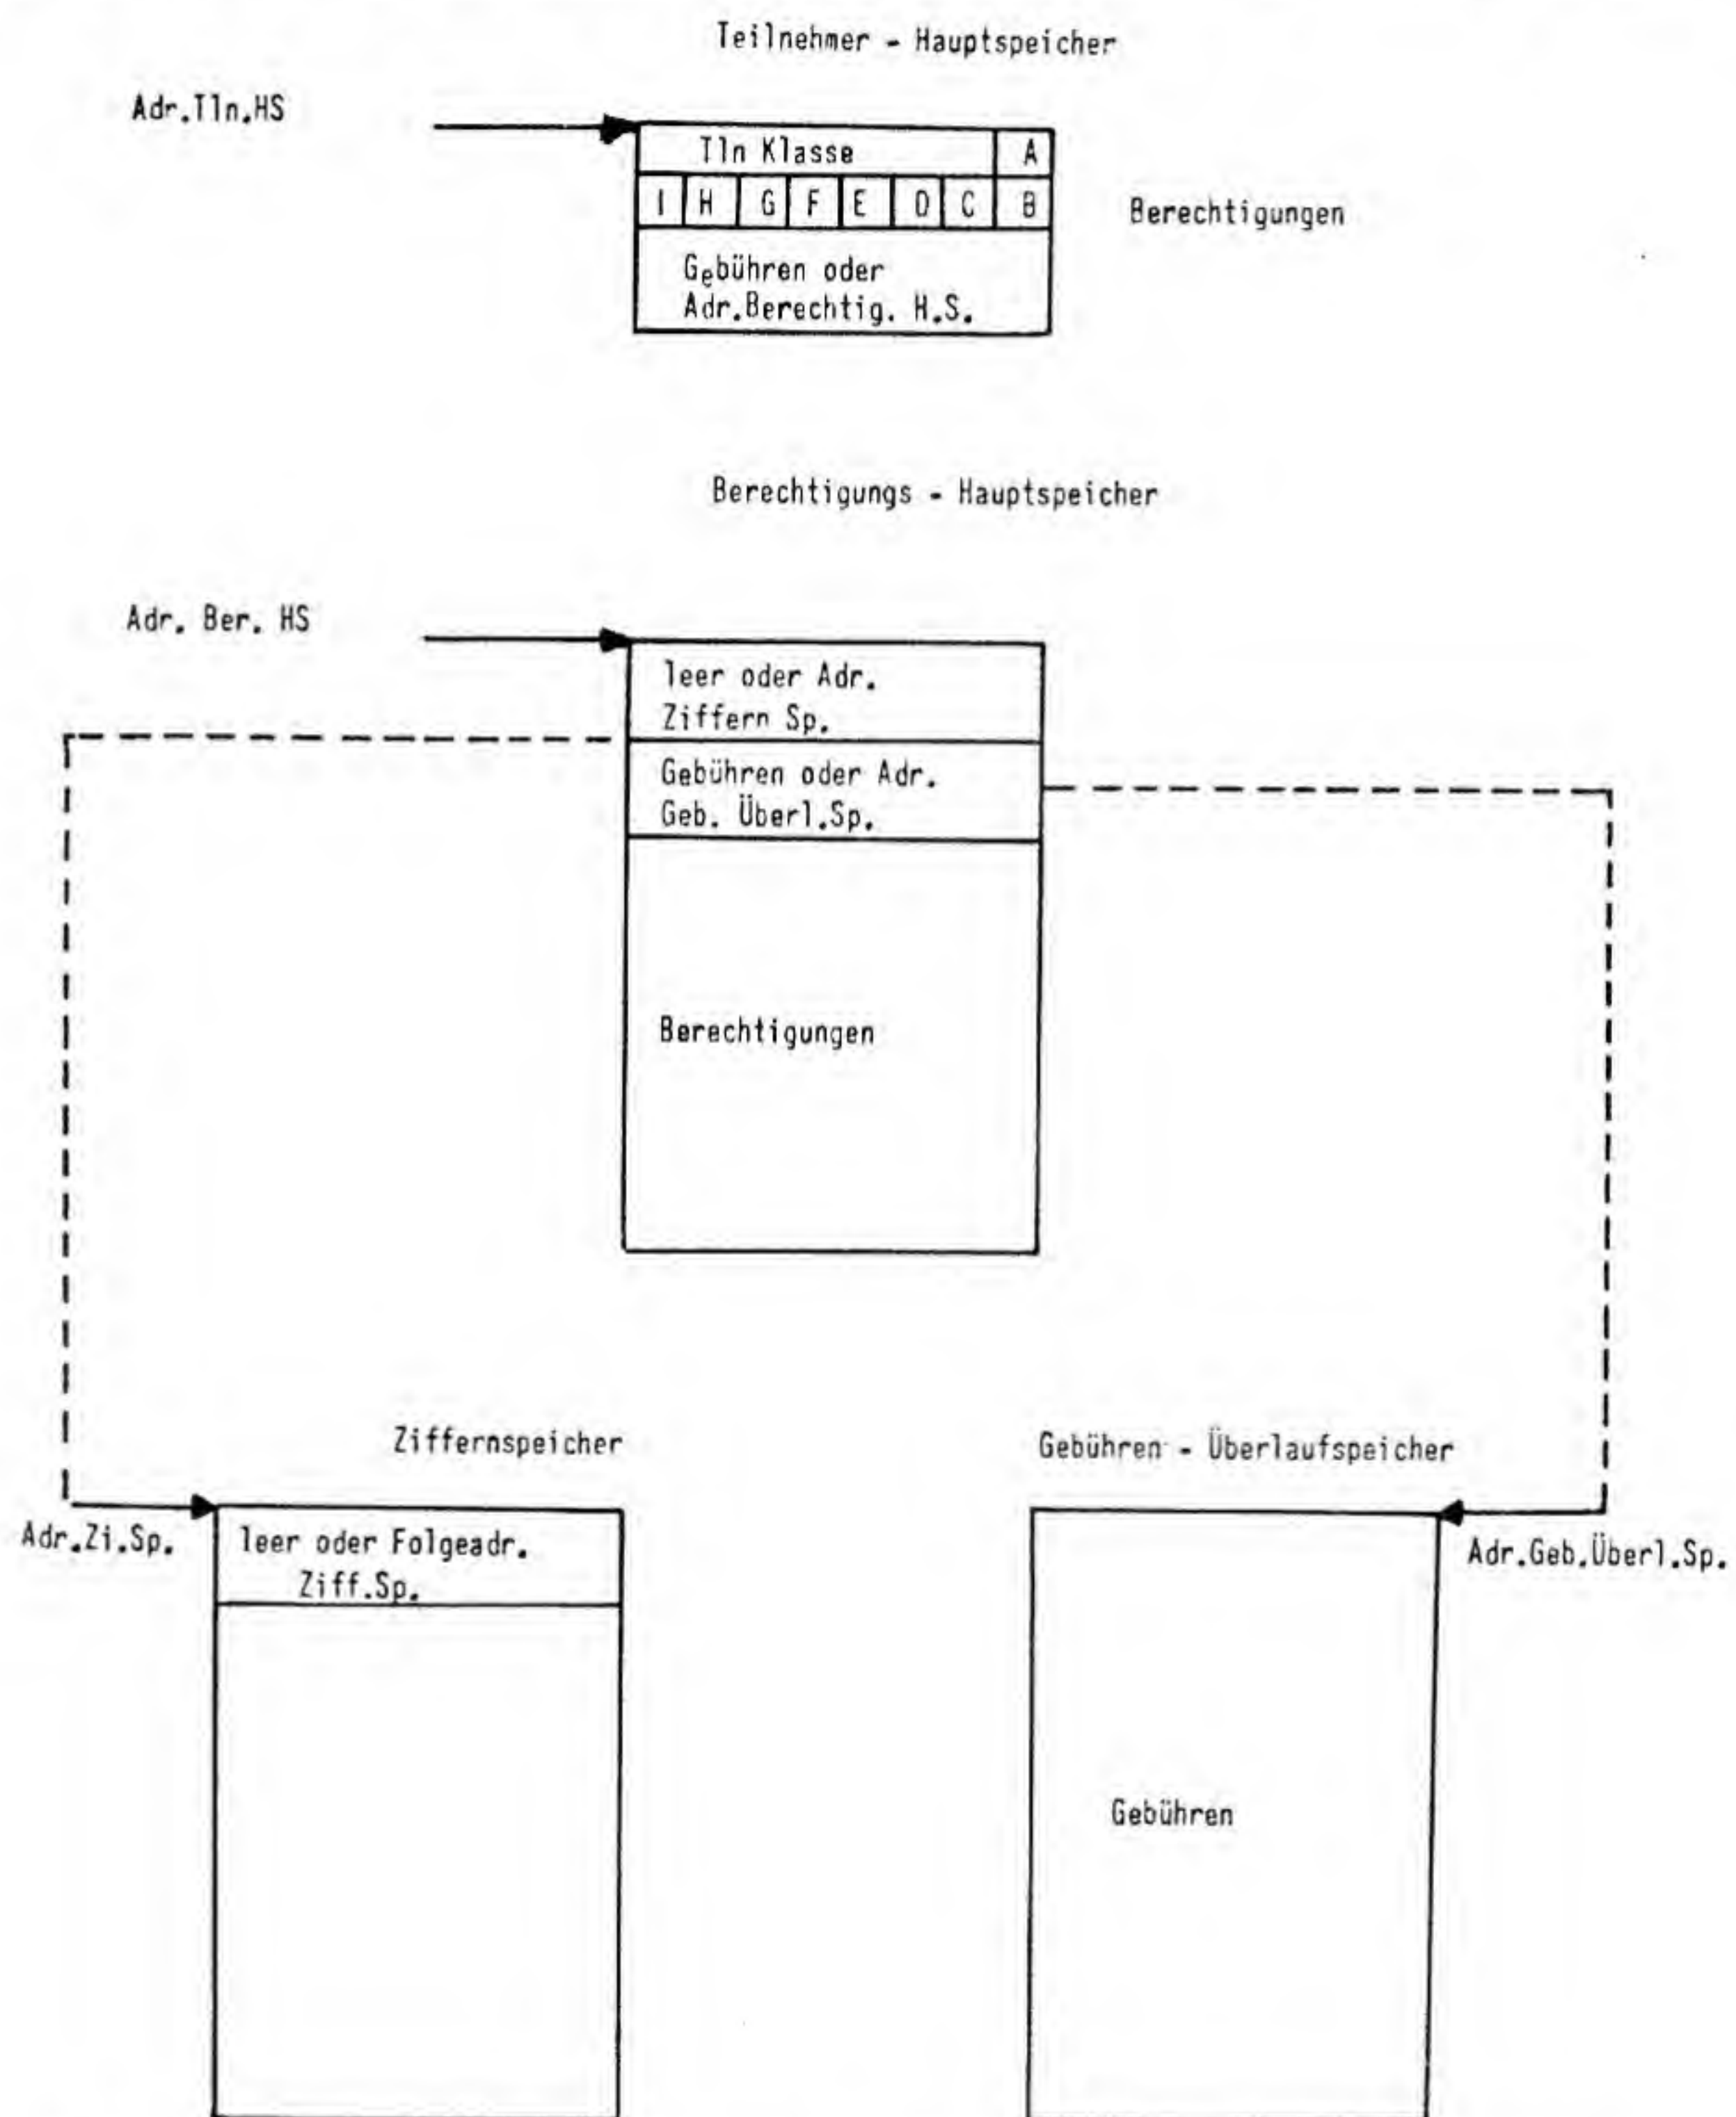 Teilnehmer - Hauptspeicher
Adr.Tln.HS
Tln Klasse A
I H G F E D C B
Berechtigungen
Gebühren oder
Adr.Berechtig. H.S.
Berechtigungs - Hauptspeicher
Adr. Ber. HS
leer oder Adr.
Ziffern Sp.
Gebühren oder Adr.
Geb. Überl.Sp.
Berechtigungen
Ziffernspeicher
Gebühren - Überlaufspeicher
Adr.Zi.Sp.
leer oder Folgeadr.
Ziff.Sp.
Adr.Geb.Überl.Sp.
Gebühren